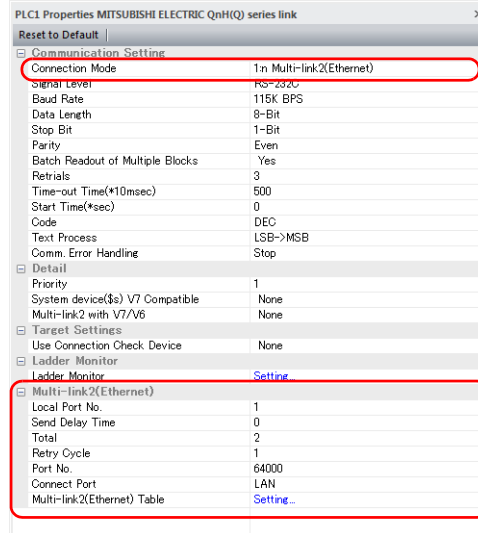 PLC1 Properties MITSUBISHI ELECTRIC QnH(Q) series link
Reset to Default
Communication Setting
Connection Mode 1:n Multi-link2(Ethernet)
Signal Level RS-232C
Baud Rate 115K BPS
Data Length 8-Bit
Stop Bit 1-Bit
Parity Even
Batch Readout of Multiple Blocks Yes
Retrials 3
Time-out Time(*10msec) 500
Start Time(*sec) 0
Code DEC
Text Process LSB->MSB
Comm. Error Handling Stop
Detail
Priority 1
System device($s) V7 Compatible None
Multi-link2 with V7/V6 None
Target Settings
Use Connection Check Device None
Ladder Monitor
Ladder Monitor Setting...
Multi-link2(Ethernet)
Local Port No. 1
Send Delay Time 0
Total 2
Retry Cycle 1
Port No. 64000
Connect Port LAN
Multi-link2(Ethernet) Table Setting...